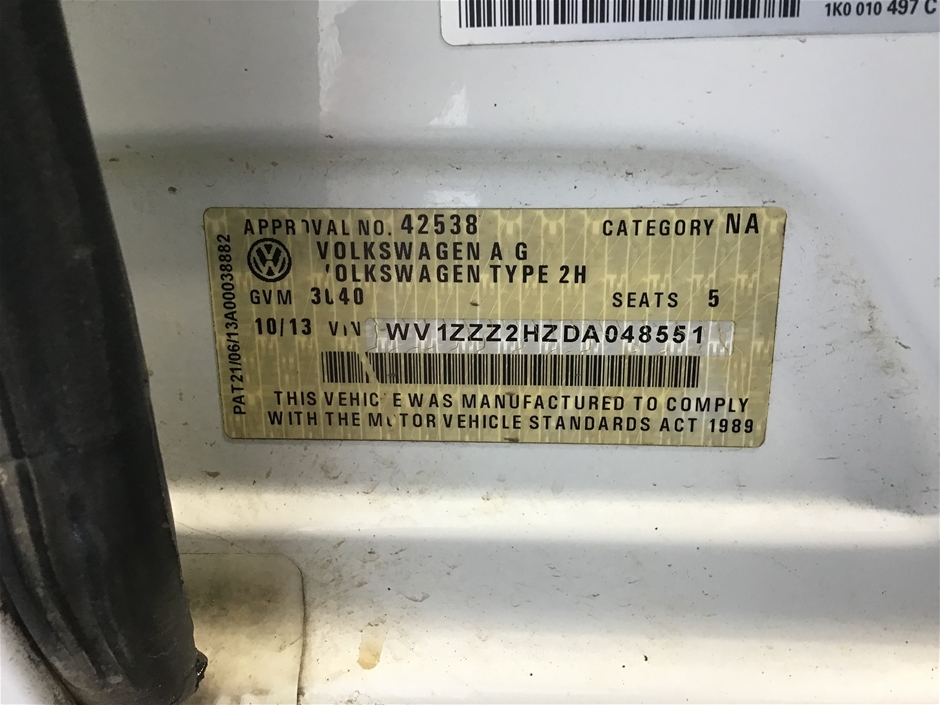 1K0 010 497 C
APPROVAL NO. 42538 CATEGORY NA
VOLKSWAGEN AG
VOLKSWAGEN TYPE 2H
GVM 3040 SEATS 5
10/13 VIN WV1ZZZ2HZDA048551
THIS VEHICLE WAS MANUFACTURED TO COMPLY
WITH THE MOTOR VEHICLE STANDARDS ACT 1989
PAT21/06/13A00038882